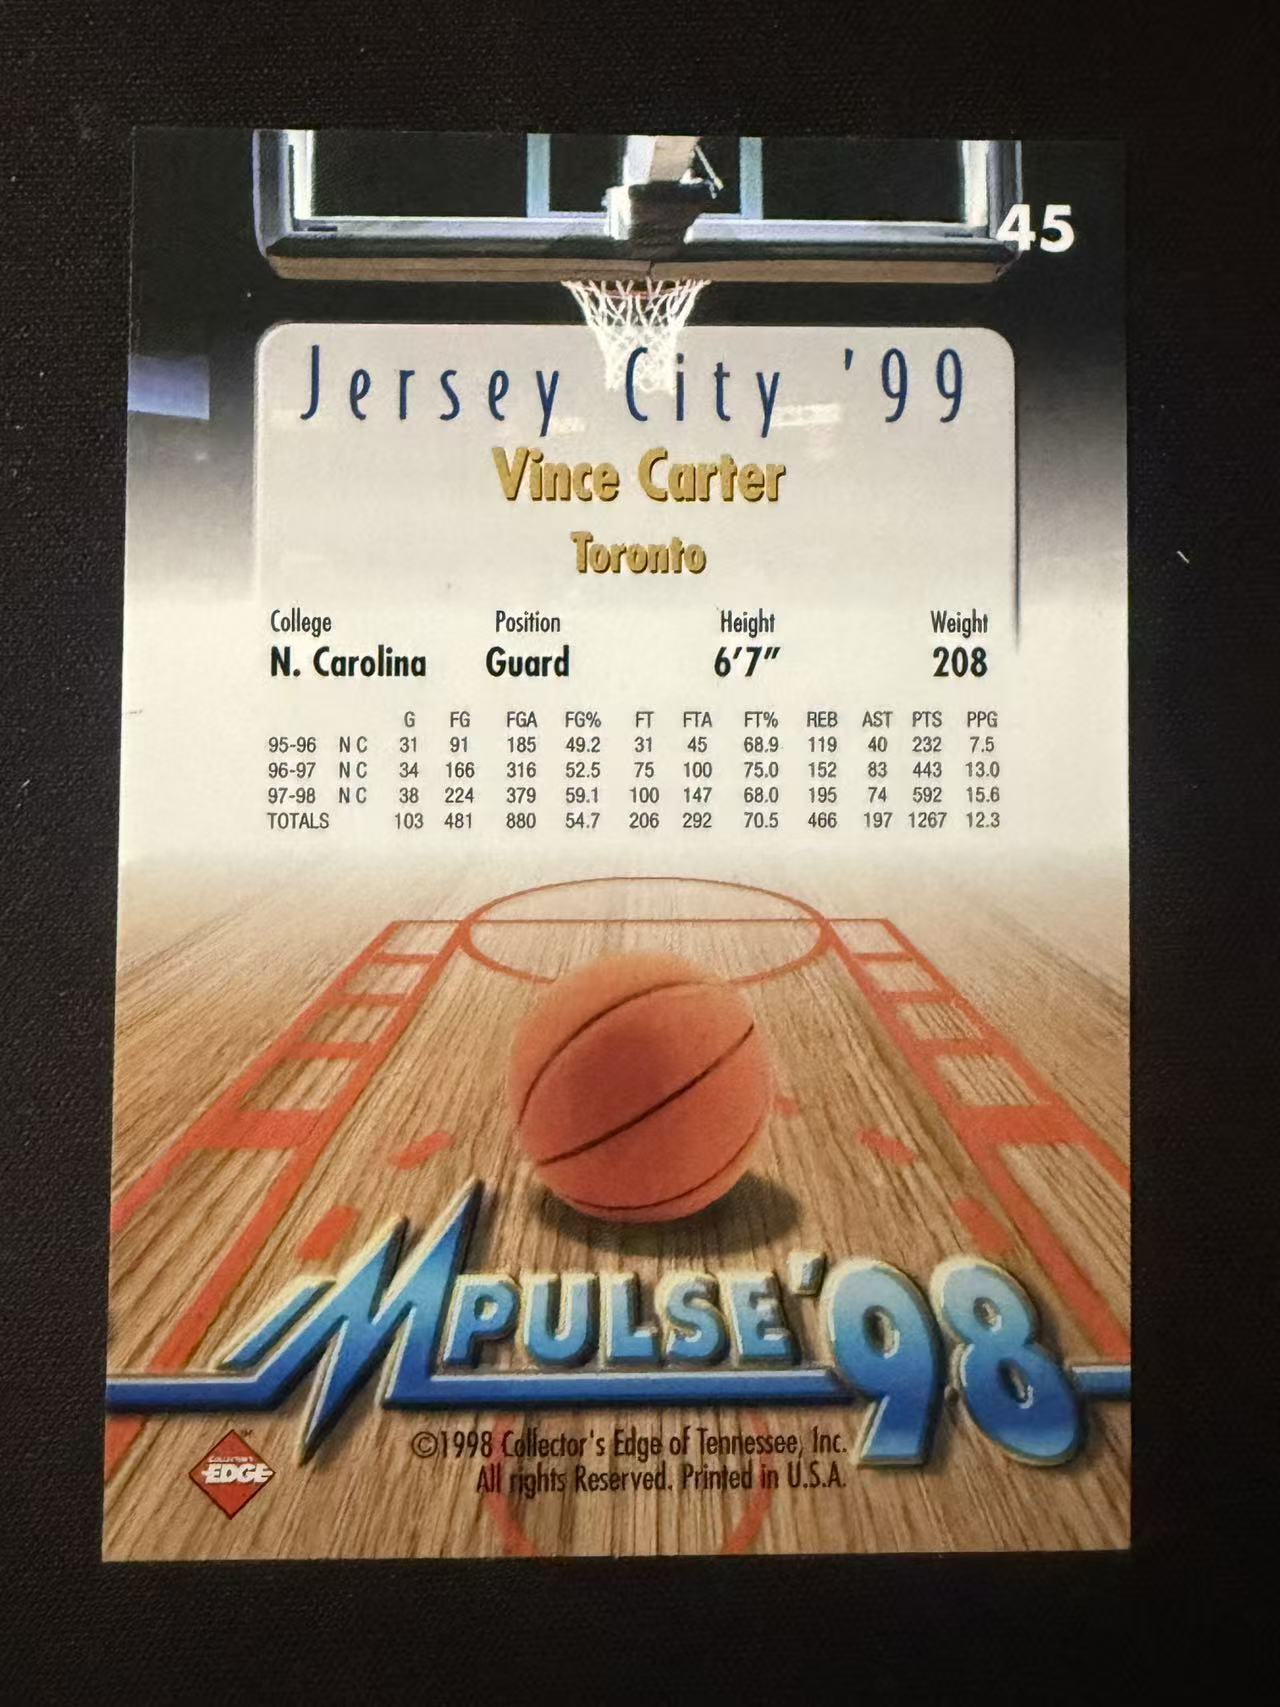 45
Jersey City '99
Vince Carter
Toronto
College Position Height Weight
N. Carolina Guard 6'7" 208
G FG FGA FG% FT FTA FT% REB AST PTS PPG
95-96 N C 31 91 185 49.2 31 45 68.9 119 40 232 7.5
96-97 N C 34 166 316 52.5 75 100 75.0 152 83 443 13.0
97-98 N C 38 224 379 59.1 100 147 68.0 195 74 592 15.6
TOTALS 103 481 880 54.7 206 292 70.5 466 197 1267 12.3
MPULSE '98
©1998 Collector's Edge of Tennessee, Inc.
All rights Reserved. Printed in U.S.A.
COLLECTOR'S
EDGE
TM